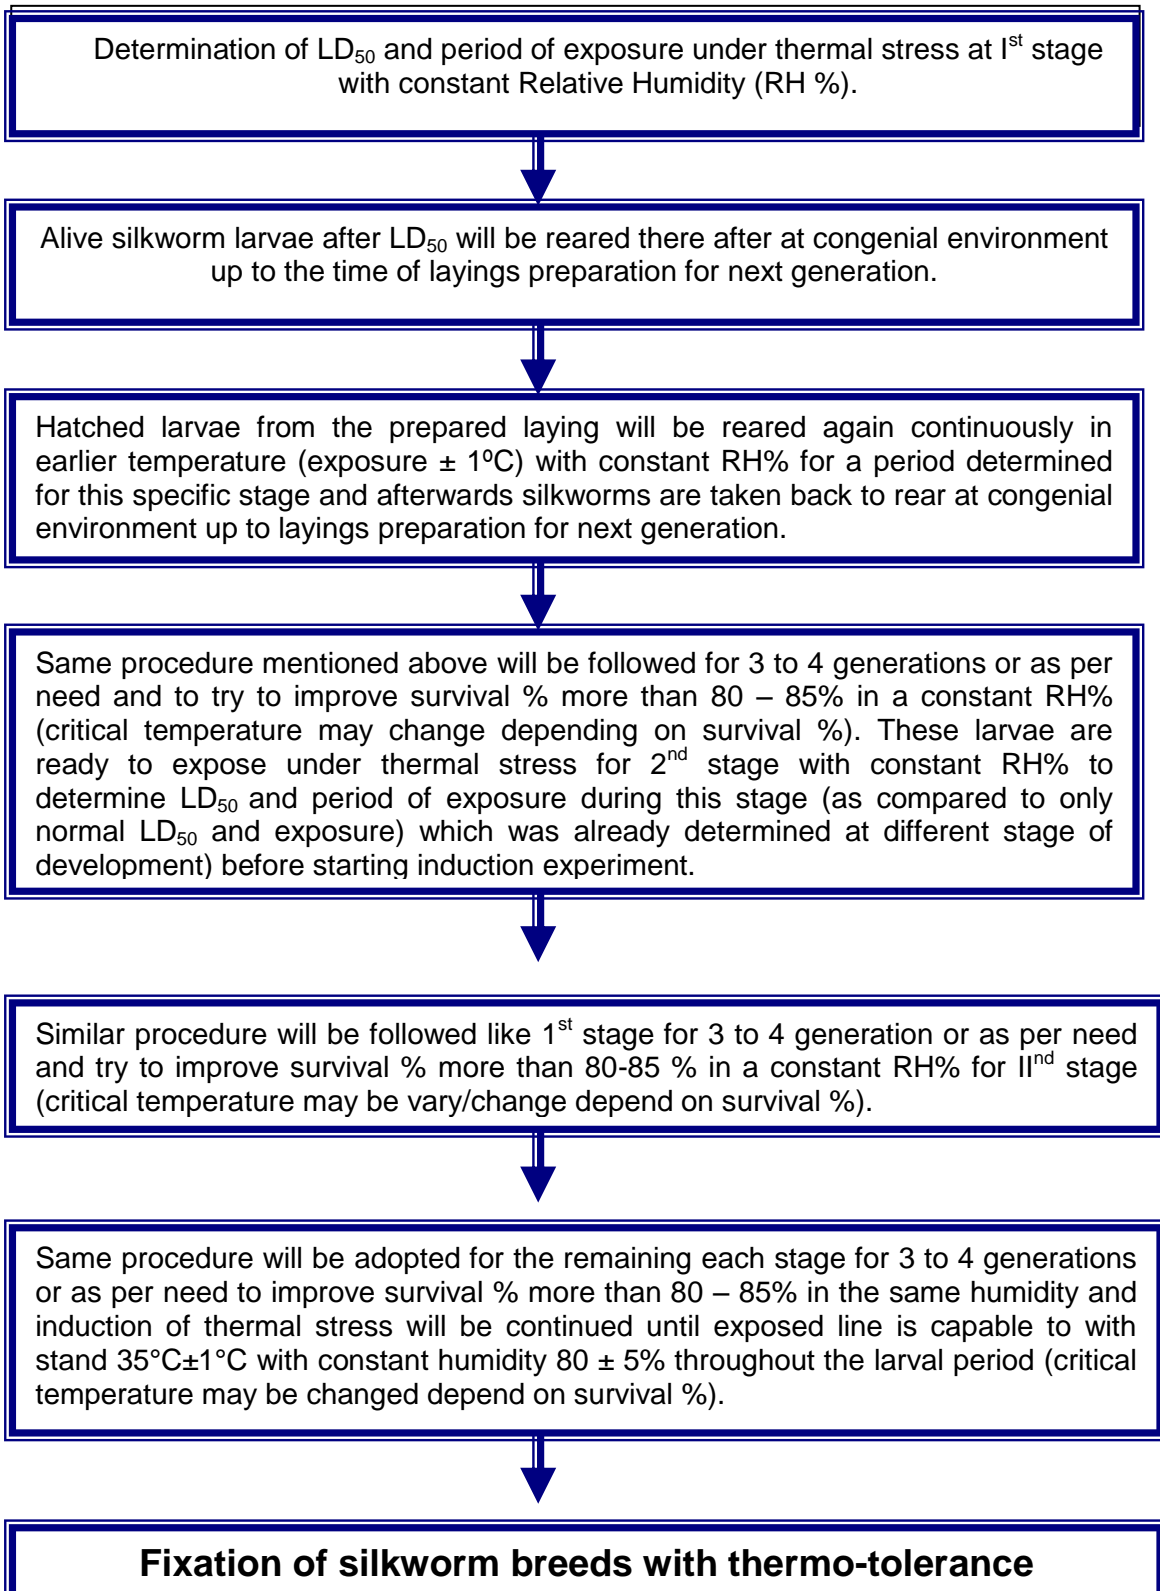 Determination of LD50 and period of exposure under thermal stress at Ist stage
with constant Relative Humidity (RH %).
Alive silkworm larvae after LD50 will be reared there after at congenial environment
up to the time of layings preparation for next generation.
Hatched larvae from the prepared laying will be reared again continuously in
earlier temperature (exposure ± 1ºC) with constant RH% for a period determined
for this specific stage and afterwards silkworms are taken back to rear at congenial
environment up to layings preparation for next generation.
Same procedure mentioned above will be followed for 3 to 4 generations or as per
need and to try to improve survival % more than 80 – 85% in a constant RH%
(critical temperature may change depending on survival %). These larvae are
ready to expose under thermal stress for 2nd stage with constant RH% to
determine LD50 and period of exposure during this stage (as compared to only
normal LD50 and exposure) which was already determined at different stage of
development) before starting induction experiment.
Similar procedure will be followed like 1st stage for 3 to 4 generation or as per need
and try to improve survival % more than 80-85 % in a constant RH% for IInd stage
(critical temperature may be vary/change depend on survival %).
Same procedure will be adopted for the remaining each stage for 3 to 4 generations
or as per need to improve survival % more than 80 – 85% in the same humidity and
induction of thermal stress will be continued until exposed line is capable to with
stand 35°C±1°C with constant humidity 80 ± 5% throughout the larval period (critical
temperature may be changed depend on survival %).
Fixation of silkworm breeds with thermo-tolerance